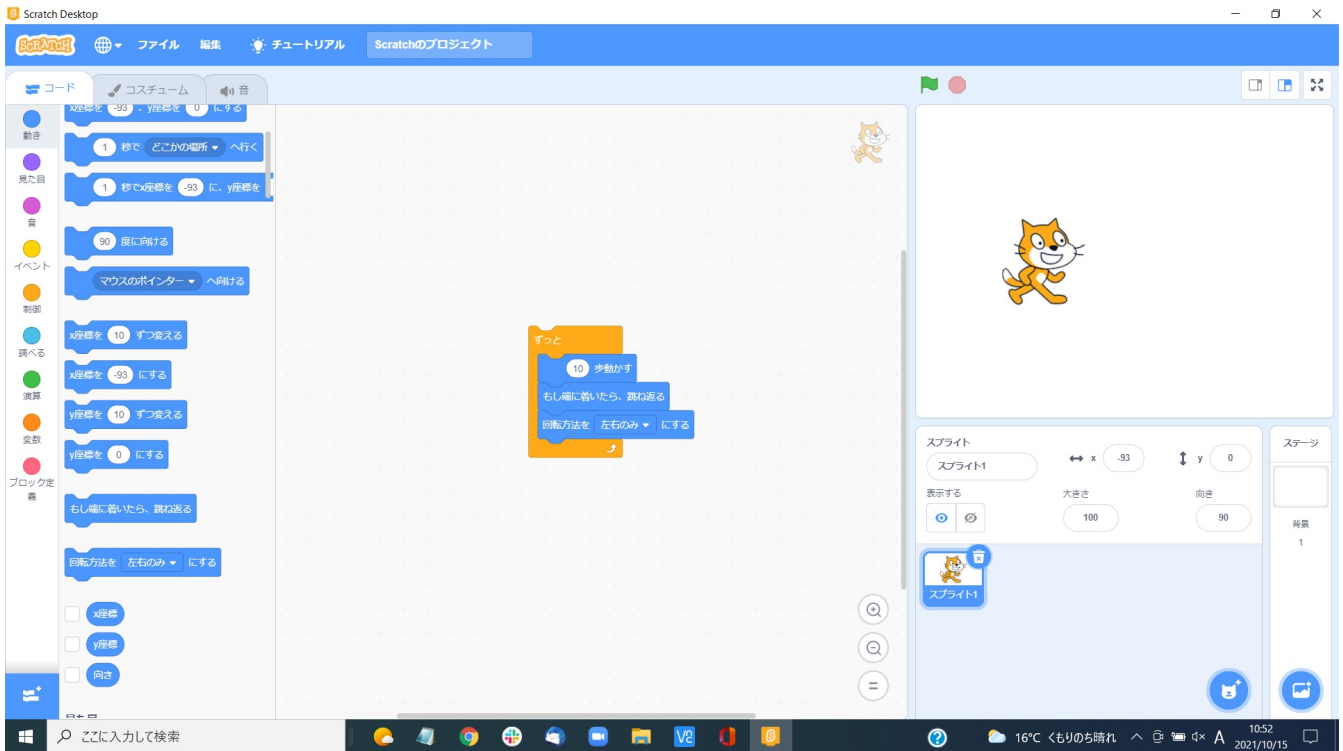 Scratch Desktop
SCRATCH ファイル 編集 チュートリアル Scratchのプロジェクト
コード コスチューム 音
動き
見た目
音
イベント
制御
調べる
演算
変数
ブロック定義
x座標を -93 、y座標を 0 にする
1 秒で どこかの場所 へ行く
1 秒でx座標を -93 に、y座標を
90 度に向ける
マウスのポインター へ向ける
x座標を 10 ずつ変える
x座標を -93 にする
y座標を 10 ずつ変える
y座標を 0 にする
もし端に着いたら、跳ね返る
回転方法を 左右のみ にする
x座標
y座標
向き
ずっと
10 歩動かす
もし端に着いたら、跳ね返る
回転方法を 左右のみ にする
スプライト
スプライト1 x -93 y 0
表示する 大きさ 向き
100 90
スプライト1
ステージ
背景
1
ここに入力して検索
16°C くもりのち晴れ A 10:52
2021/10/15